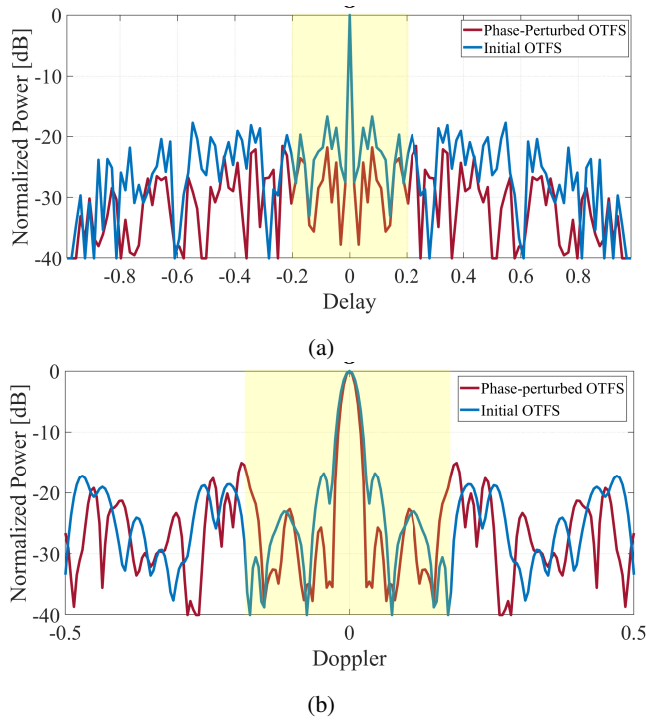 0
-10
-20
-30
-40
Normalized Power [dB]
Phase-Perturbed OTFS
Initial OTFS
-0.8 -0.6 -0.4 -0.2 0 0.2 0.4 0.6 0.8
Delay
(a)
0
-10
-20
-30
-40
Normalized Power [dB]
Phase-perturbed OTFS
Initial OTFS
-0.5 0 0.5
Doppler
(b)